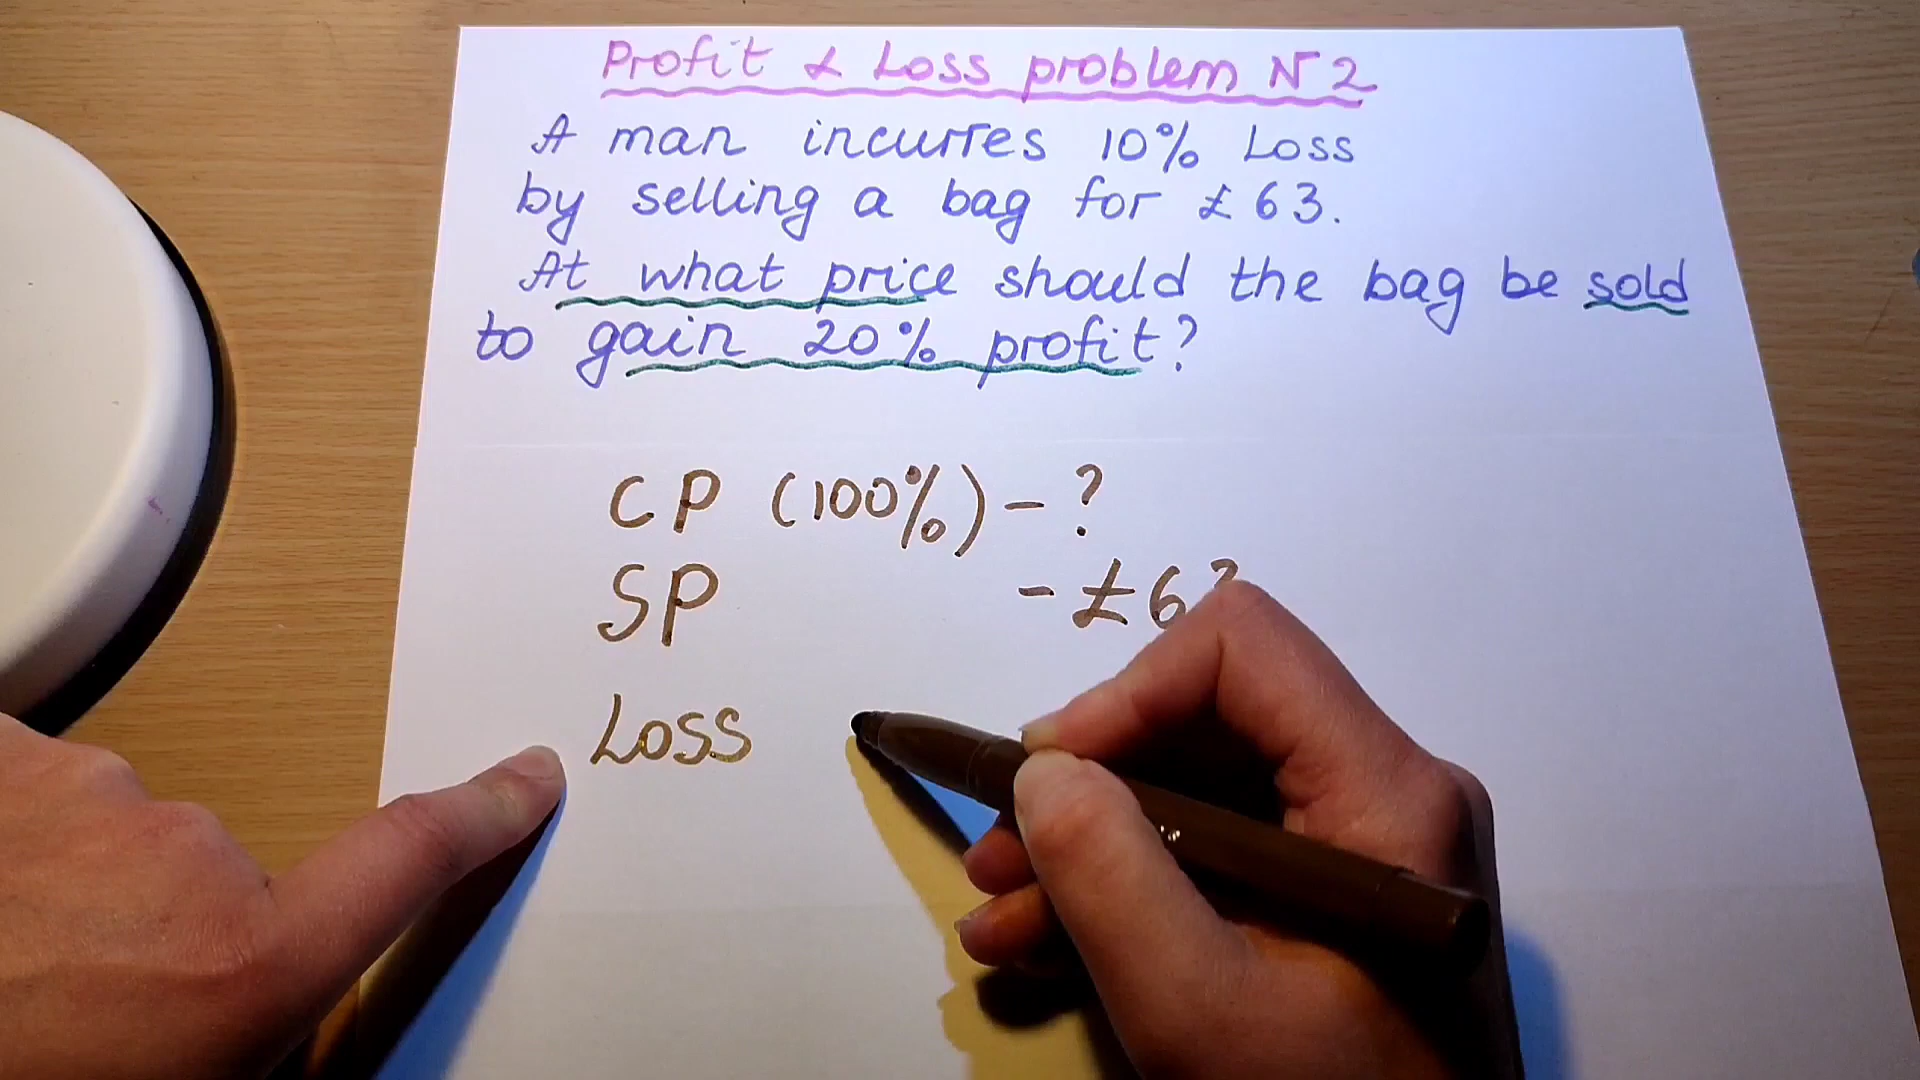 Profit & Loss problem N 2
A man incurres 10% Loss
by selling a bag for £63.
At what price should the bag be sold
to gain 20% profit?
CP (100%) - ?
SP - £63
Loss